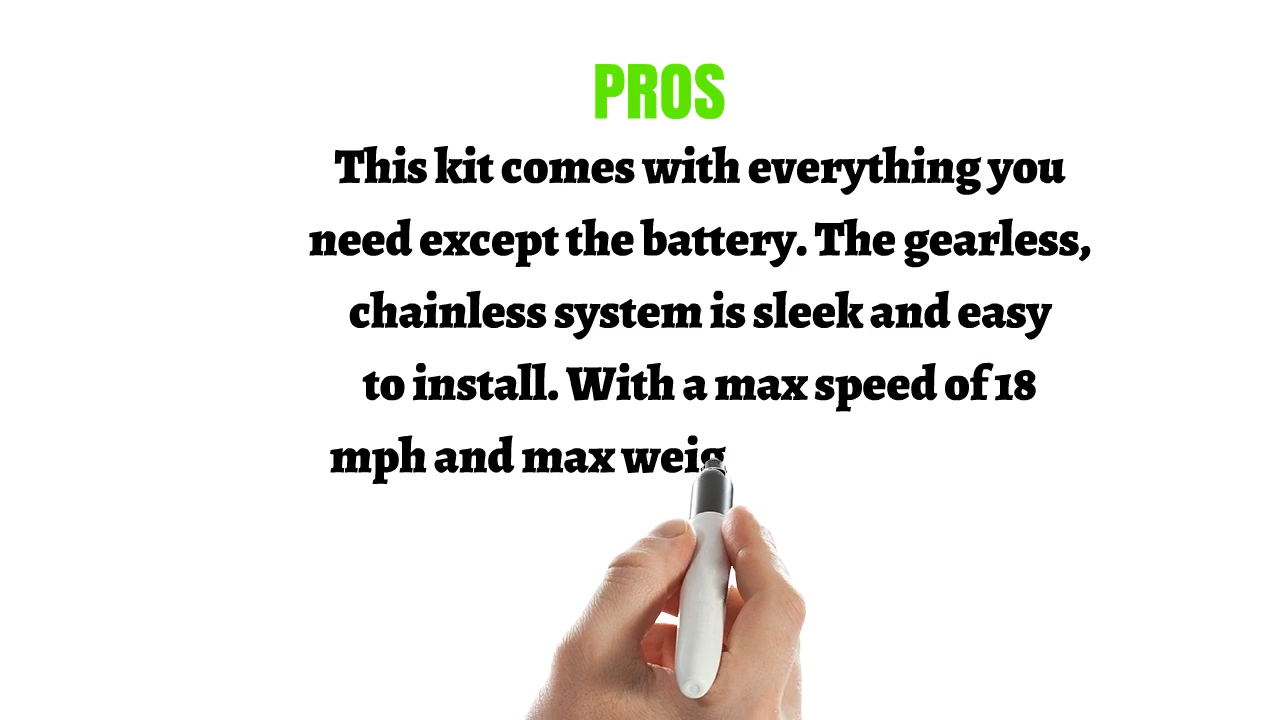 PROS
This kit comes with everything you
need except the battery. The gearless,
chainless system is sleek and easy
to install. With a max speed of 18
mph and max weig